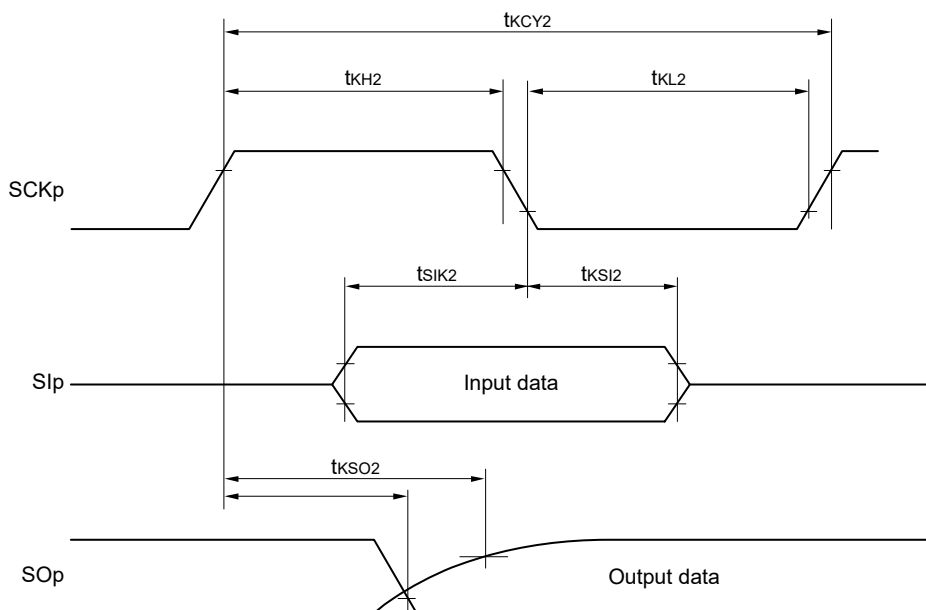 tKCY2
tKH2
tKL2
SCKp
tSIK2
tKSI2
SIp
Input data
tKSO2
SOp
Output data